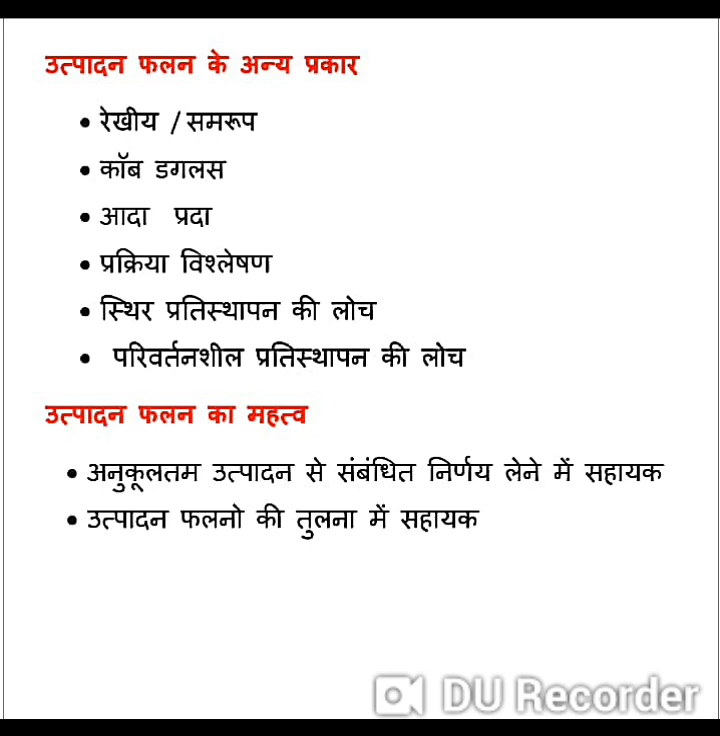 उत्पादन फलन के अन्य प्रकार
• रेखीय / समरूप
• कॉब डगलस
• आदा प्रदा
• प्रक्रिया विश्लेषण
• स्थिर प्रतिस्थापन की लोच
• परिवर्तनशील प्रतिस्थापन की लोच
उत्पादन फलन का महत्व
• अनुकूलतम उत्पादन से संबंधित निर्णय लेने में सहायक
• उत्पादन फलनो की तुलना में सहायक
DU Recorder